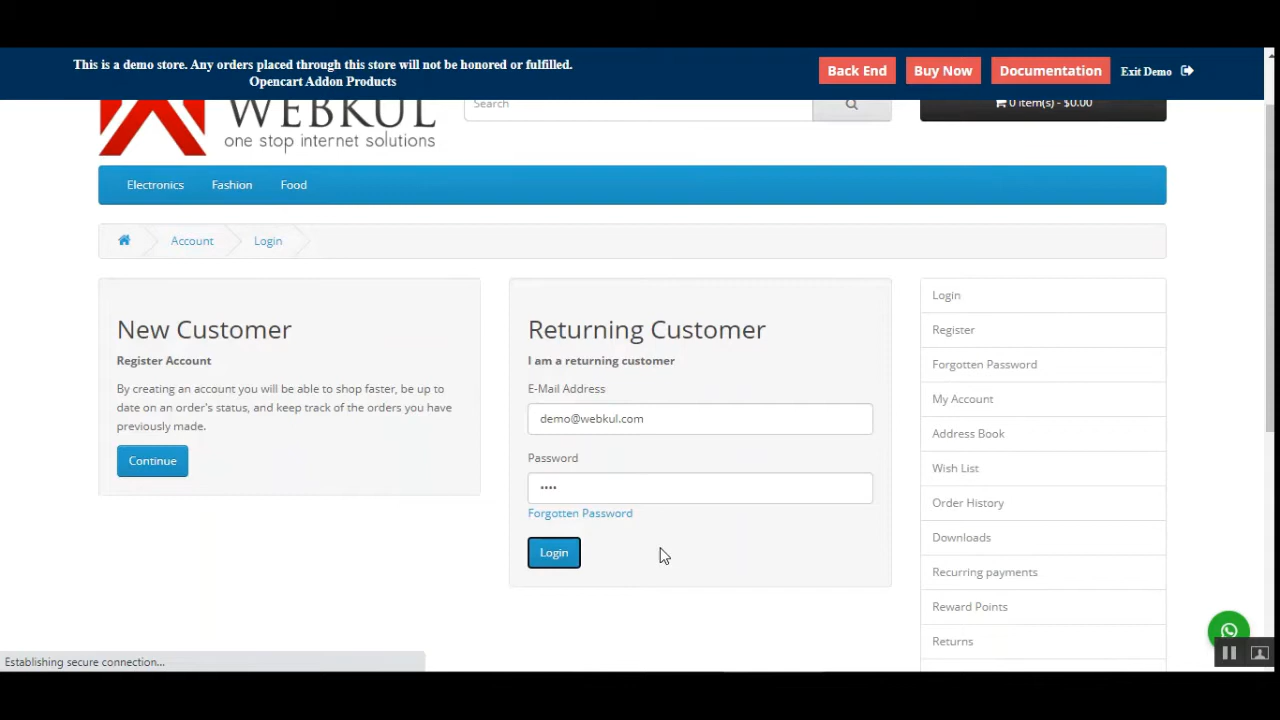 This is a demo store. Any orders placed through this store will not be honored or fulfilled.
Opencart Addon Products
Back End
Buy Now
Documentation
Exit Demo
WEBKUL
one stop internet solutions
Search
0 item(s) - $0.00
Electronics
Fashion
Food
Account
Login
New Customer
Register Account
By creating an account you will be able to shop faster, be up
to date on an order's status, and keep track of the orders you have
previously made.
Continue
Returning Customer
I am a returning customer
E-Mail Address
demo@webkul.com
Password
••••
Forgotten Password
Login
Login
Register
Forgotten Password
My Account
Address Book
Wish List
Order History
Downloads
Recurring payments
Reward Points
Returns
Establishing secure connection...